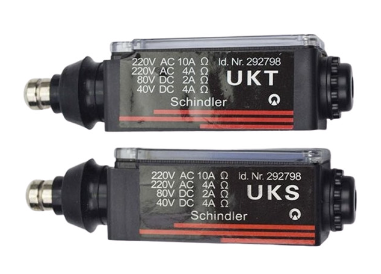 220V AC 10A Ω Id. Nr. 292798
220V AC 4A Ω
80V DC 2A Ω UKT
40V DC 4A Ω
Schindler
220V AC 10A Ω Id. Nr. 292798
220V AC 4A Ω
80V DC 2A Ω UKS
40V DC 4A Ω
Schindler